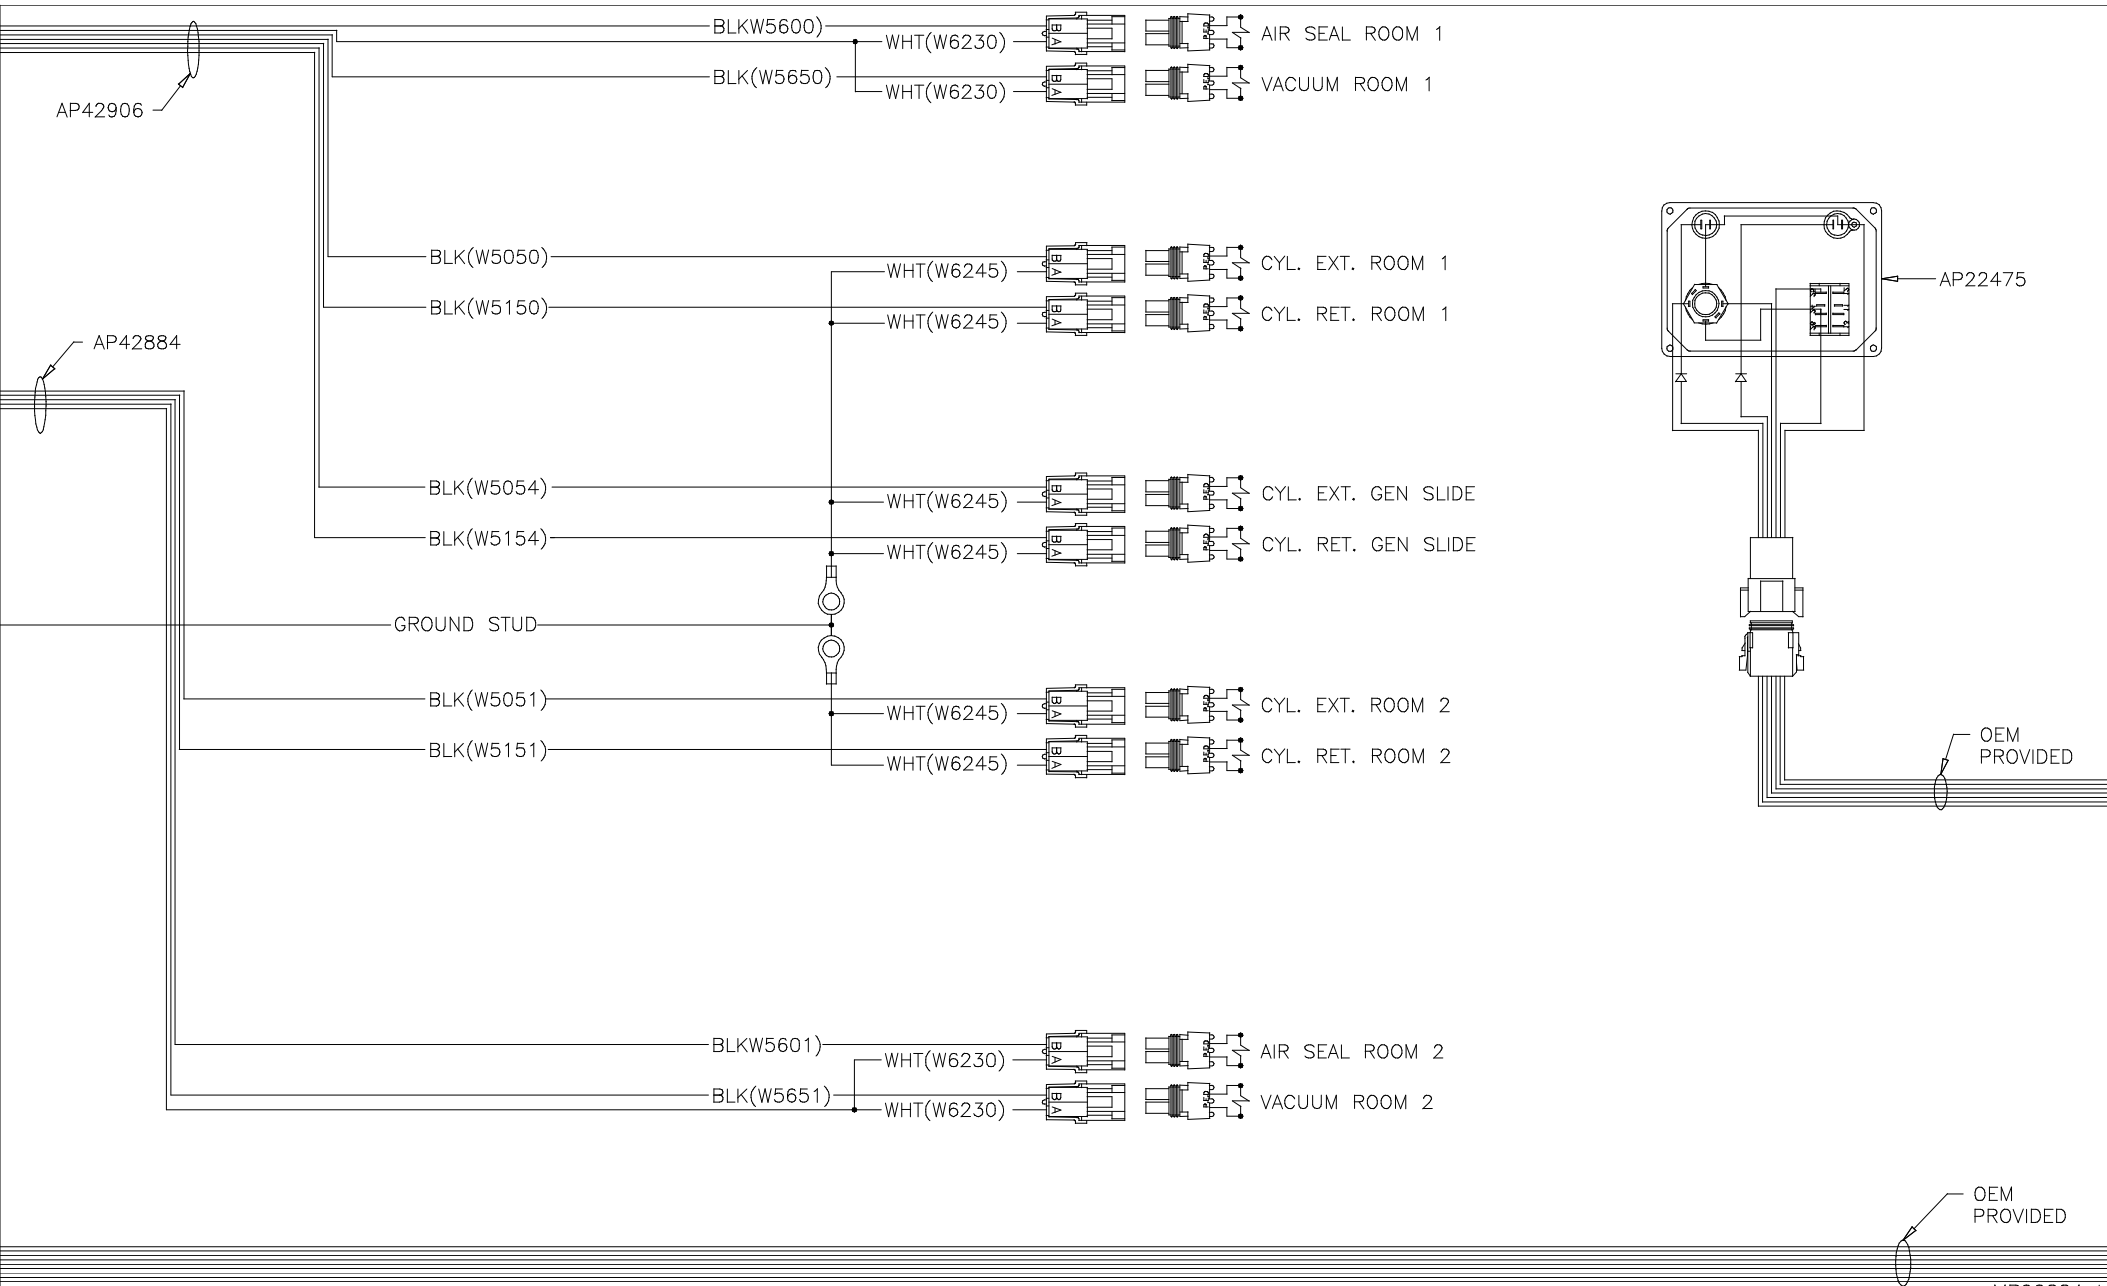 BLKW5600)
WHT(W6230)
B
A
AIR SEAL ROOM 1
BLK(W5650)
WHT(W6230)
B
A
VACUUM ROOM 1
AP42906
BLK(W5050)
WHT(W6245)
B
A
CYL. EXT. ROOM 1
BLK(W5150)
WHT(W6245)
B
A
CYL. RET. ROOM 1
AP22475
AP42884
BLK(W5054)
WHT(W6245)
B
A
CYL. EXT. GEN SLIDE
BLK(W5154)
WHT(W6245)
B
A
CYL. RET. GEN SLIDE
GROUND STUD
BLK(W5051)
WHT(W6245)
B
A
CYL. EXT. ROOM 2
BLK(W5151)
WHT(W6245)
B
A
CYL. RET. ROOM 2
OEM
PROVIDED
BLKW5601)
WHT(W6230)
B
A
AIR SEAL ROOM 2
BLK(W5651)
WHT(W6230)
B
A
VACUUM ROOM 2
OEM
PROVIDED